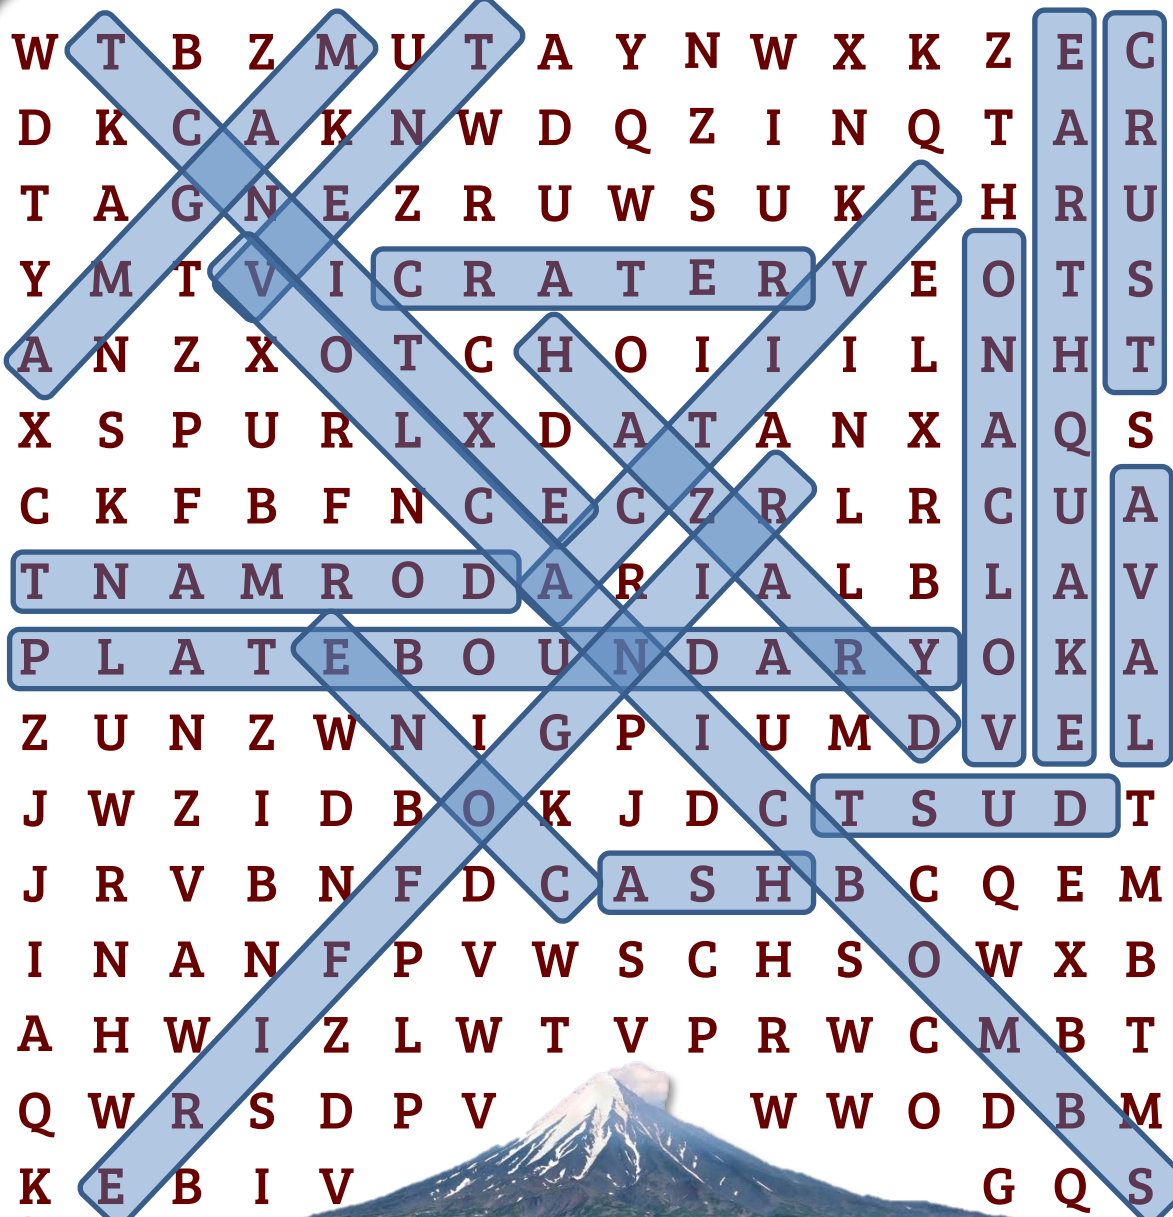 W T B Z M U T A Y N W X K Z E C
D K C A K N W D Q Z I N Q T A R
T A G N E Z R U W S U K E H R U
Y M T V I C R A T E R V E O T S
A N Z X O T C H O I I I L N H T
X S P U R L X D A T A N X A Q S
C K F B F N C E C Z R L R C U A
T N A M R O D A R I A L B L A V
P L A T E B O U N D A R Y O K A
Z U N Z W N I G P I U M D V E L
J W Z I D B O K J D C T S U D T
J R V B N F D C A S H B C Q E M
I N A N F P V W S C H S O W X B
A H W I Z L W T V P R W C M B T
Q W R S D P V W W O D B M
K E B I V G Q S